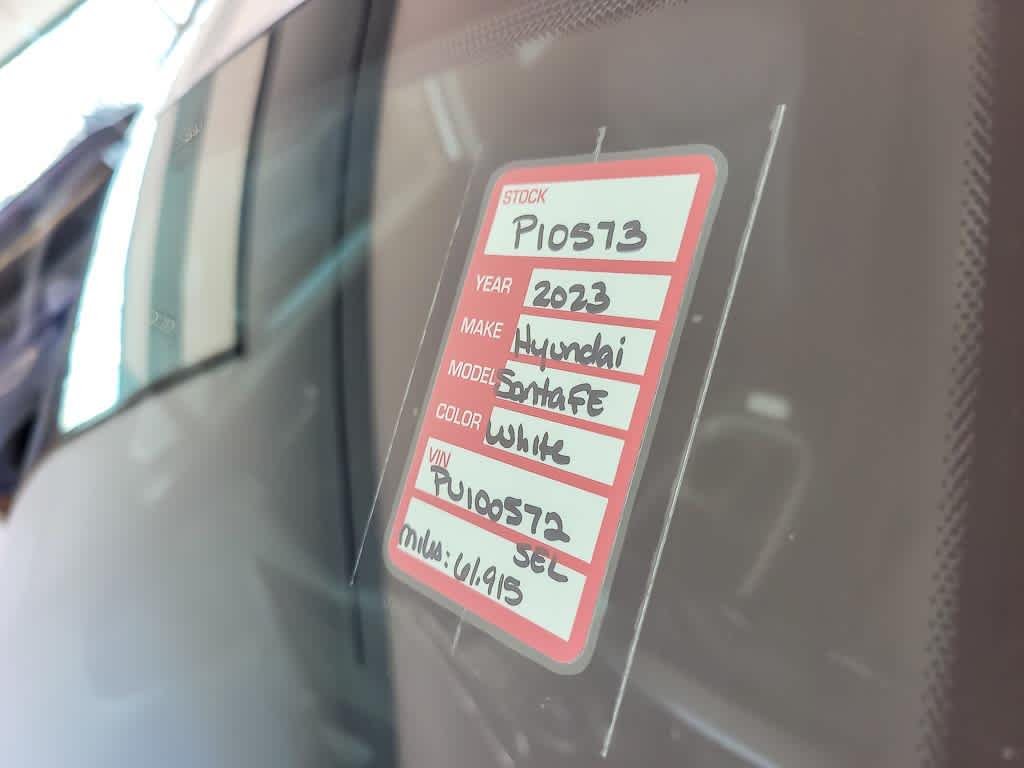 STOCK
P10573
YEAR 2023
MAKE Hyundai
MODEL SantaFE
COLOR White
VIN
PU100572
SEL
miles: 61,915